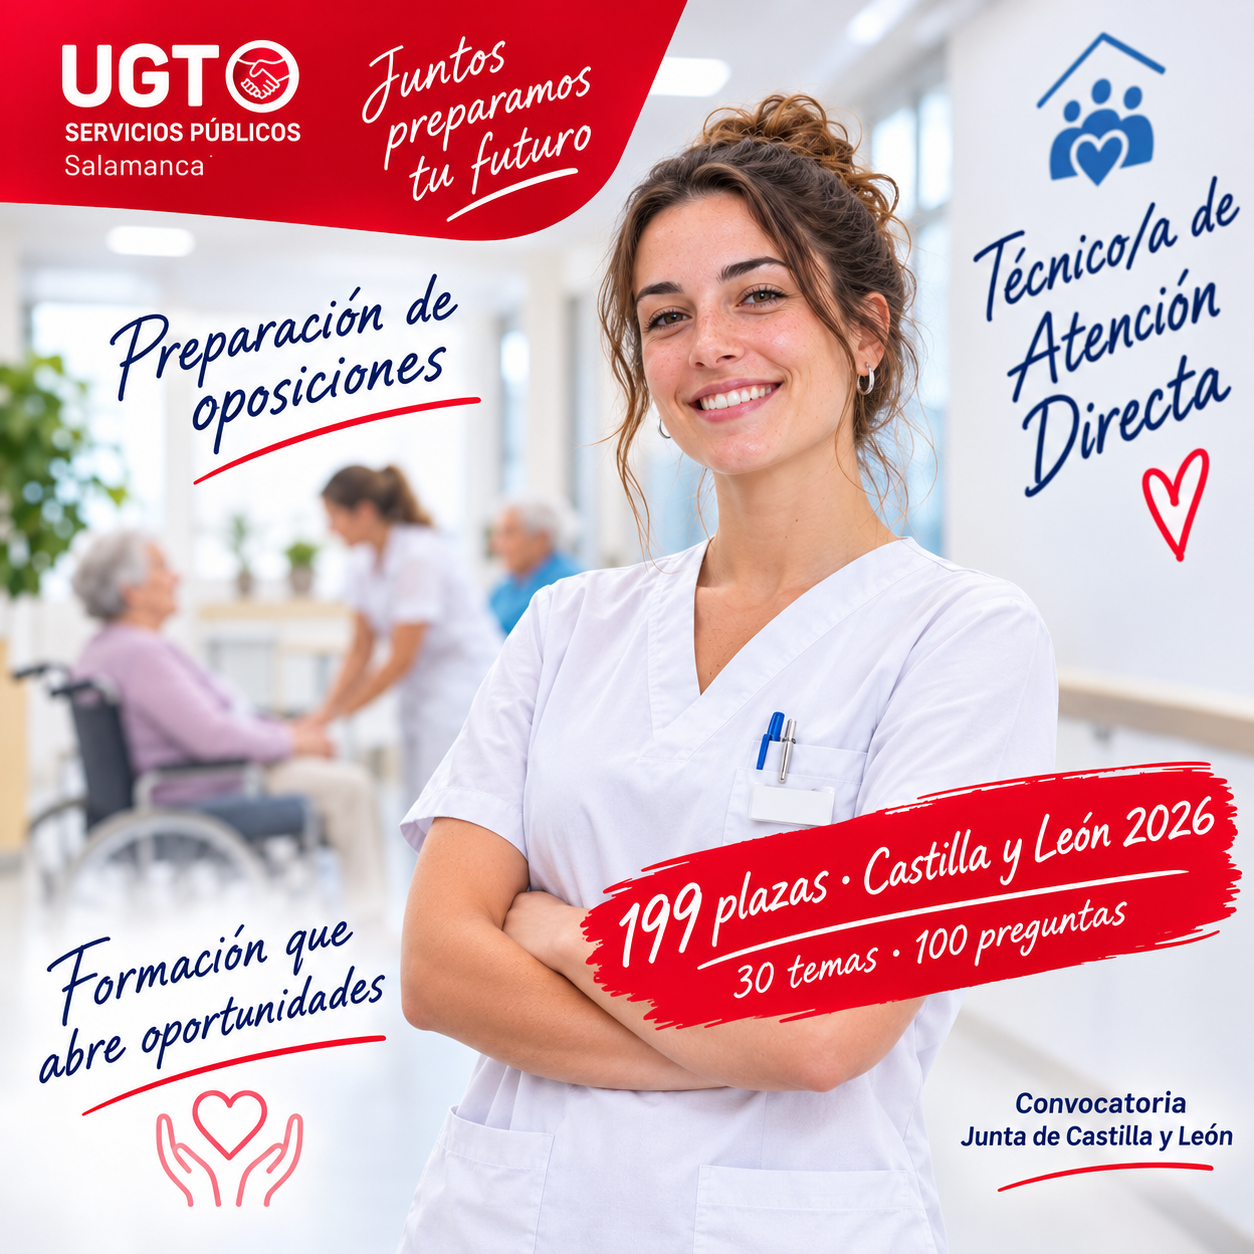 UGT
SERVICIOS PÚBLICOS
Salamanca
Juntos
preparamos
tu futuro
Técnico/a de
Atención
Directa
Preparación de
oposiciones
199 plazas · Castilla y León 2026
30 temas · 100 preguntas
Formación que
abre oportunidades
Convocatoria
Junta de Castilla y León